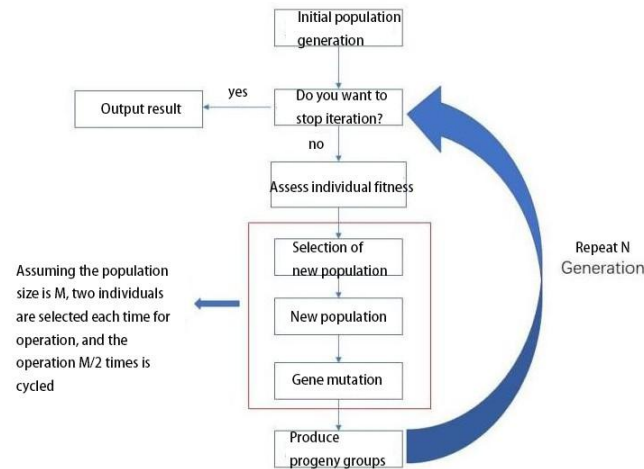 Initial population
generation
Do you want to
stop iteration?
yes
Output result
no
Assess individual fitness
Selection of
new population
New population
Gene mutation
Produce
progeny groups
Assuming the population
size is M, two individuals
are selected each time for
operation, and the
operation M/2 times is
cycled
Repeat N
Generation